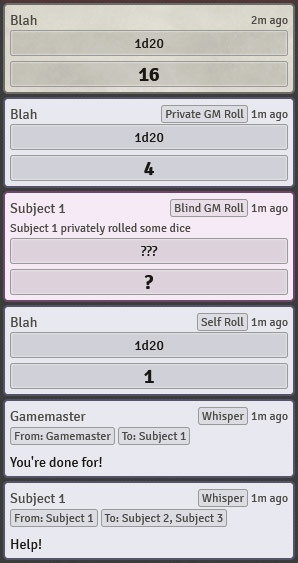 Blah 2m ago
1d20
16
Blah Private GM Roll 1m ago
1d20
4
Subject 1 Blind GM Roll 1m ago
Subject 1 privately rolled some dice
???
?
Blah Self Roll 1m ago
1d20
1
Gamemaster Whisper 1m ago
From: Gamemaster To: Subject 1
You're done for!
Subject 1 Whisper 1m ago
From: Subject 1 To: Subject 2, Subject 3
Help!